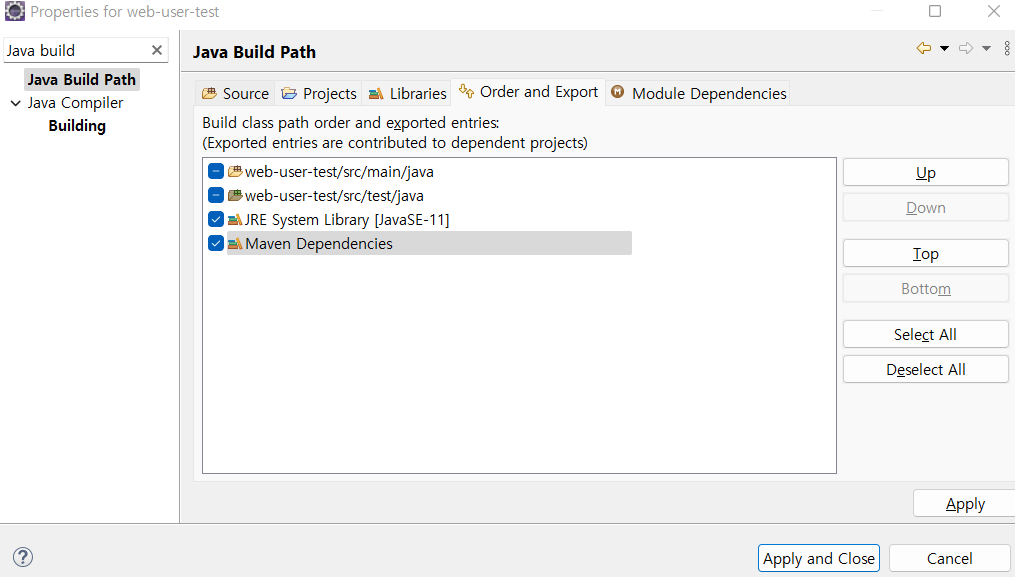 Properties for web-user-test
Java build
Java Build Path
Java Compiler
Building
Java Build Path
Source Projects Libraries Order and Export Module Dependencies
Build class path order and exported entries:
(Exported entries are contributed to dependent projects)
web-user-test/src/main/java
web-user-test/src/test/java
JRE System Library [JavaSE-11]
Maven Dependencies
Up
Down
Top
Bottom
Select All
Deselect All
Apply
Apply and Close Cancel